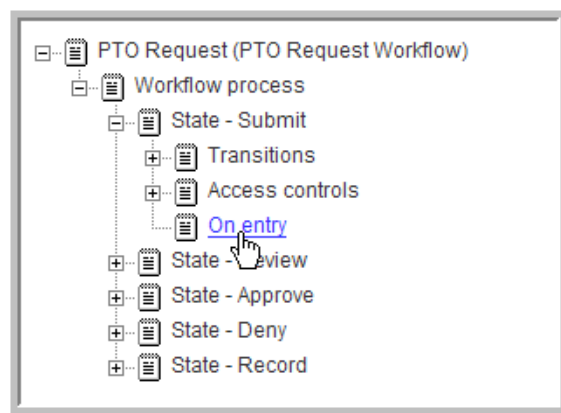 PTO Request (PTO Request Workflow)
Workflow process
State - Submit
Transitions
Access controls
On entry
State - Review
State - Approve
State - Deny
State - Record